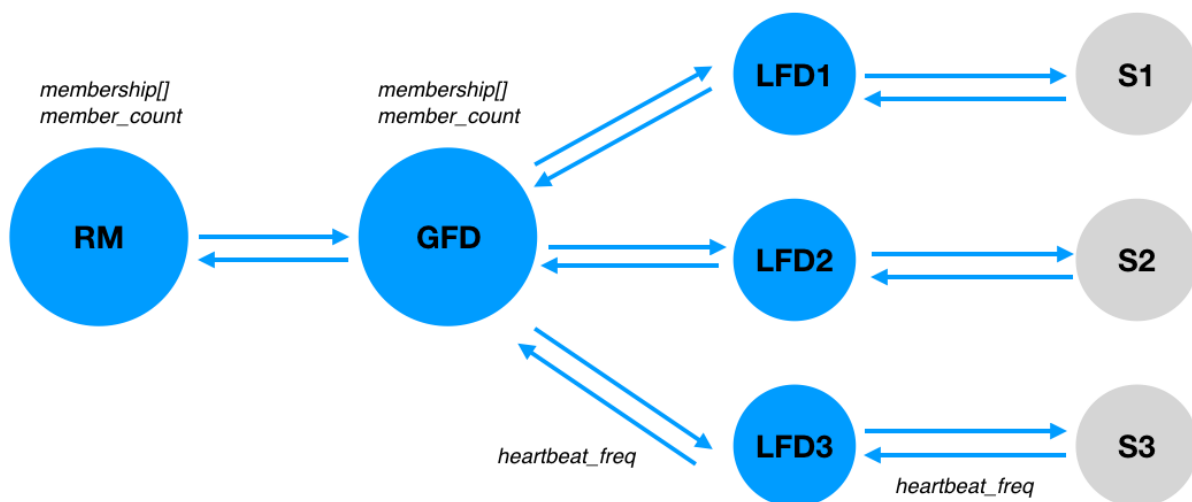 membership[]
member_count
membership[]
member_count
LFD1
S1
RM
GFD
LFD2
S2
LFD3
S3
heartbeat_freq
heartbeat_freq